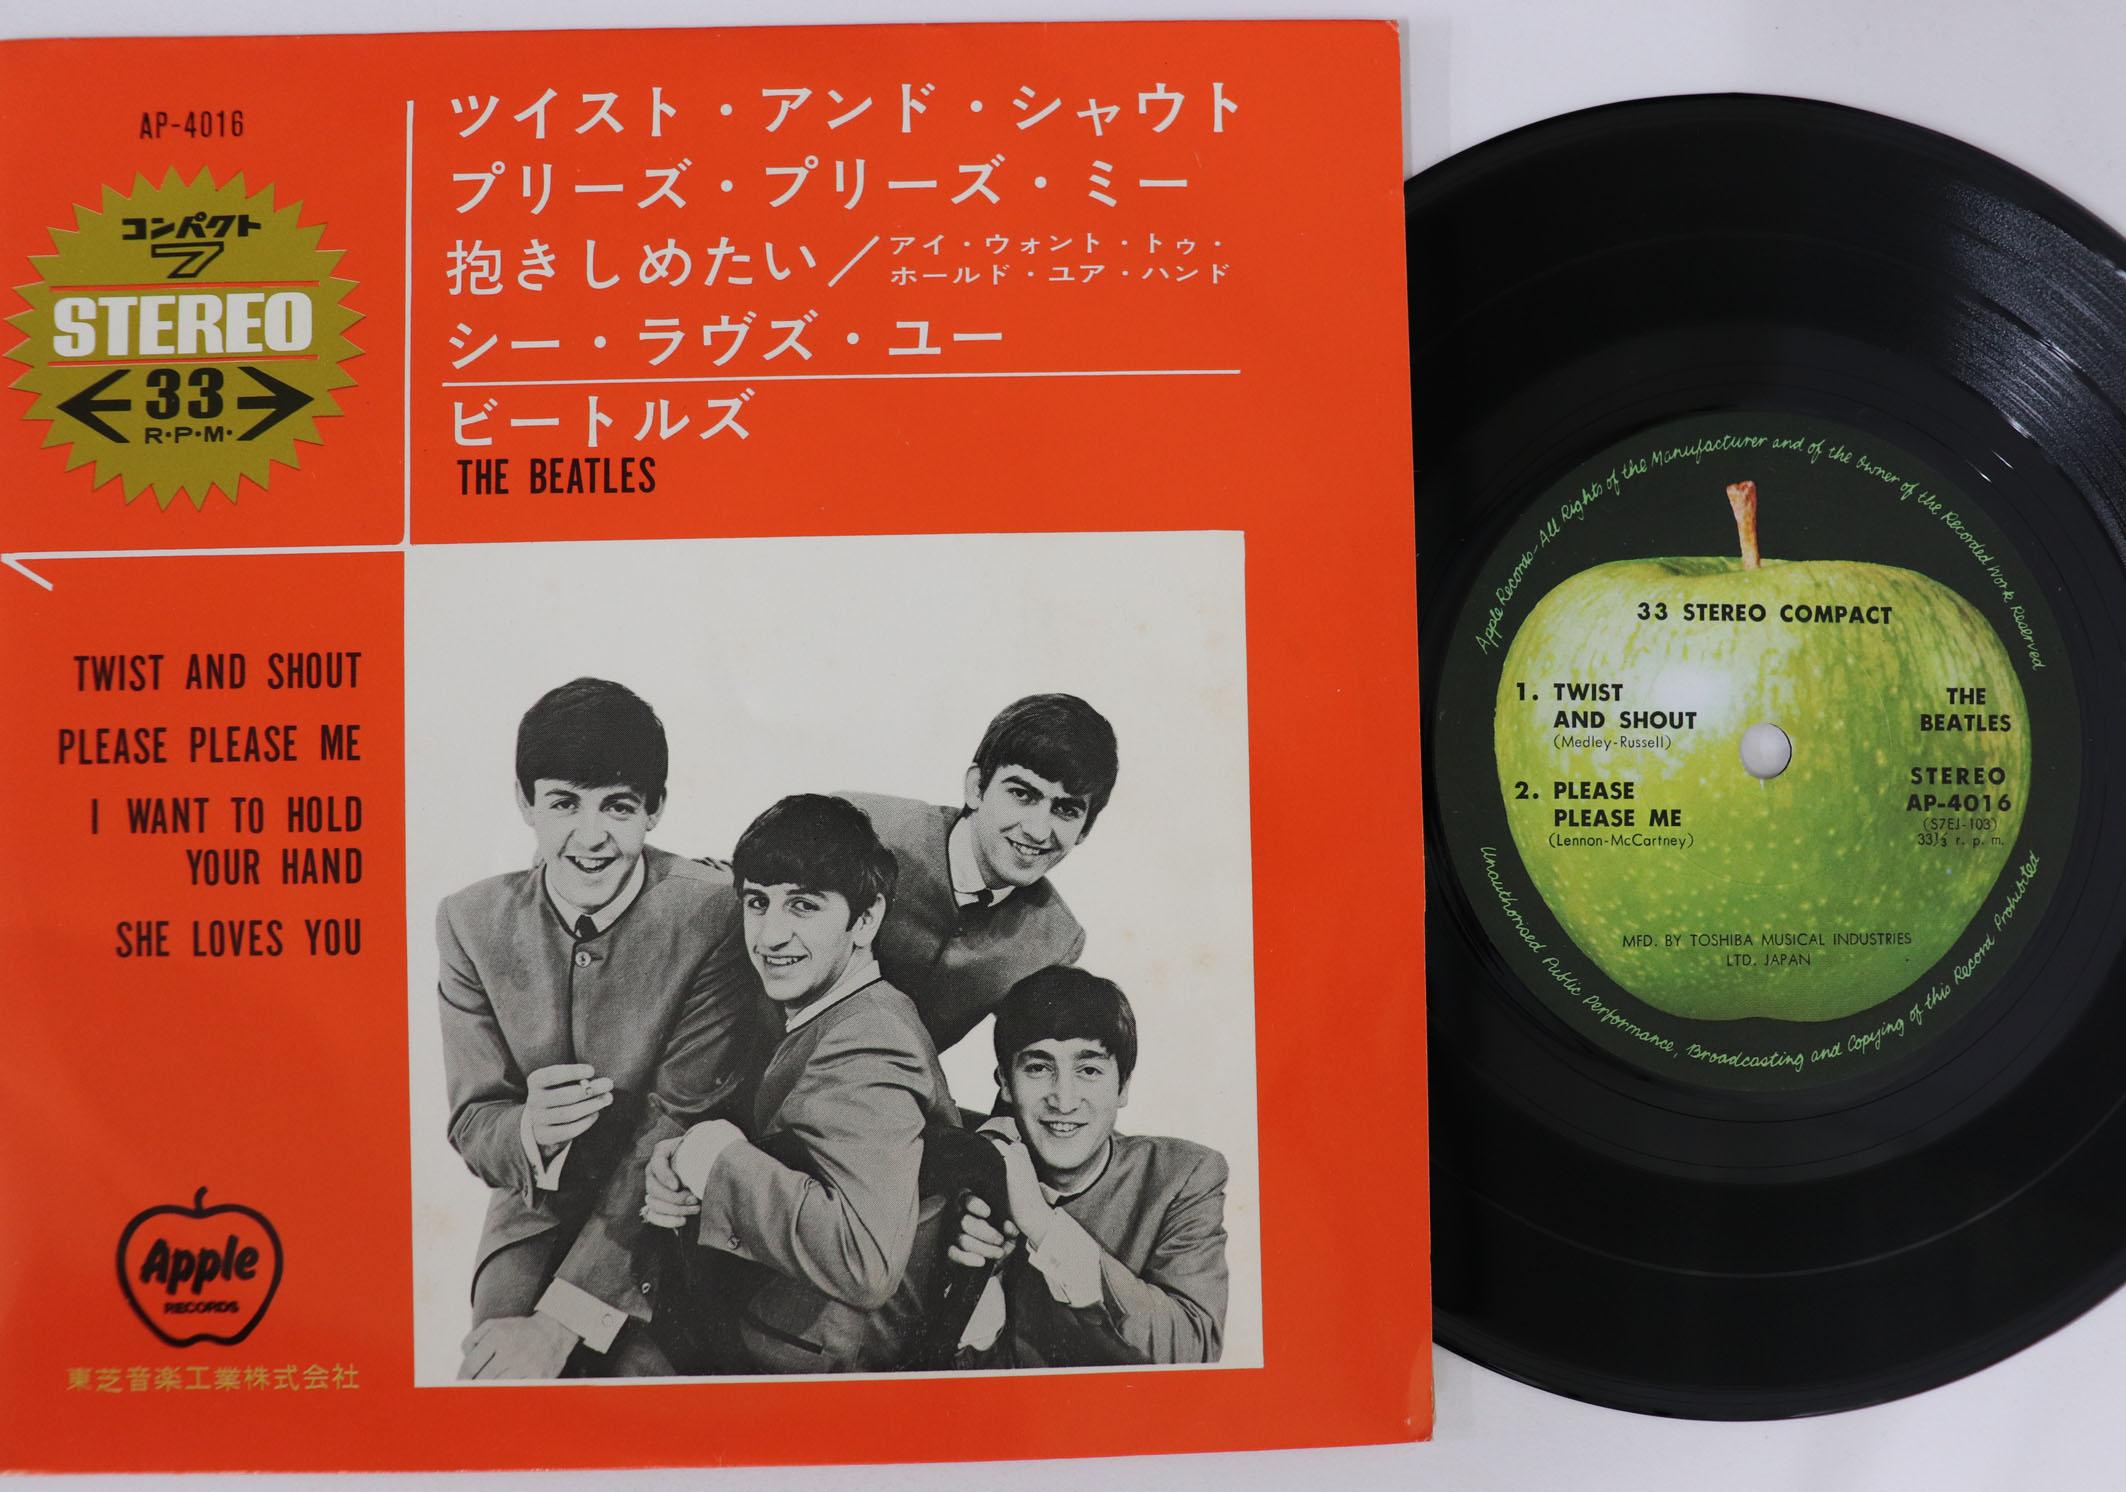 AP-4016
コンパクト
7
STEREO
33
R・P・M・
ツイスト・アンド・シャウト
プリーズ・プリーズ・ミー
抱きしめたい／アイ・ウォント・トゥ・
ホールド・ユア・ハンド
シー・ラヴズ・ユー
ビートルズ
THE BEATLES
TWIST AND SHOUT
PLEASE PLEASE ME
I WANT TO HOLD
YOUR HAND
SHE LOVES YOU
Apple
RECORDS
東芝音楽工業株式会社
Apple Records-All Rights of the Manufacturer and of the Owner of the Recorded Work Reserved
33 STEREO COMPACT
1. TWIST
AND SHOUT
(Medley-Russell)
2. PLEASE
PLEASE ME
(Lennon-McCartney)
THE
BEATLES
STEREO
AP-4016
(S7EJ-103)
33⅓ r. p. m.
MFD. BY TOSHIBA MUSICAL INDUSTRIES
LTD. JAPAN
Unauthorised Public Performance, Broadcasting and Copying of this Record Prohibited